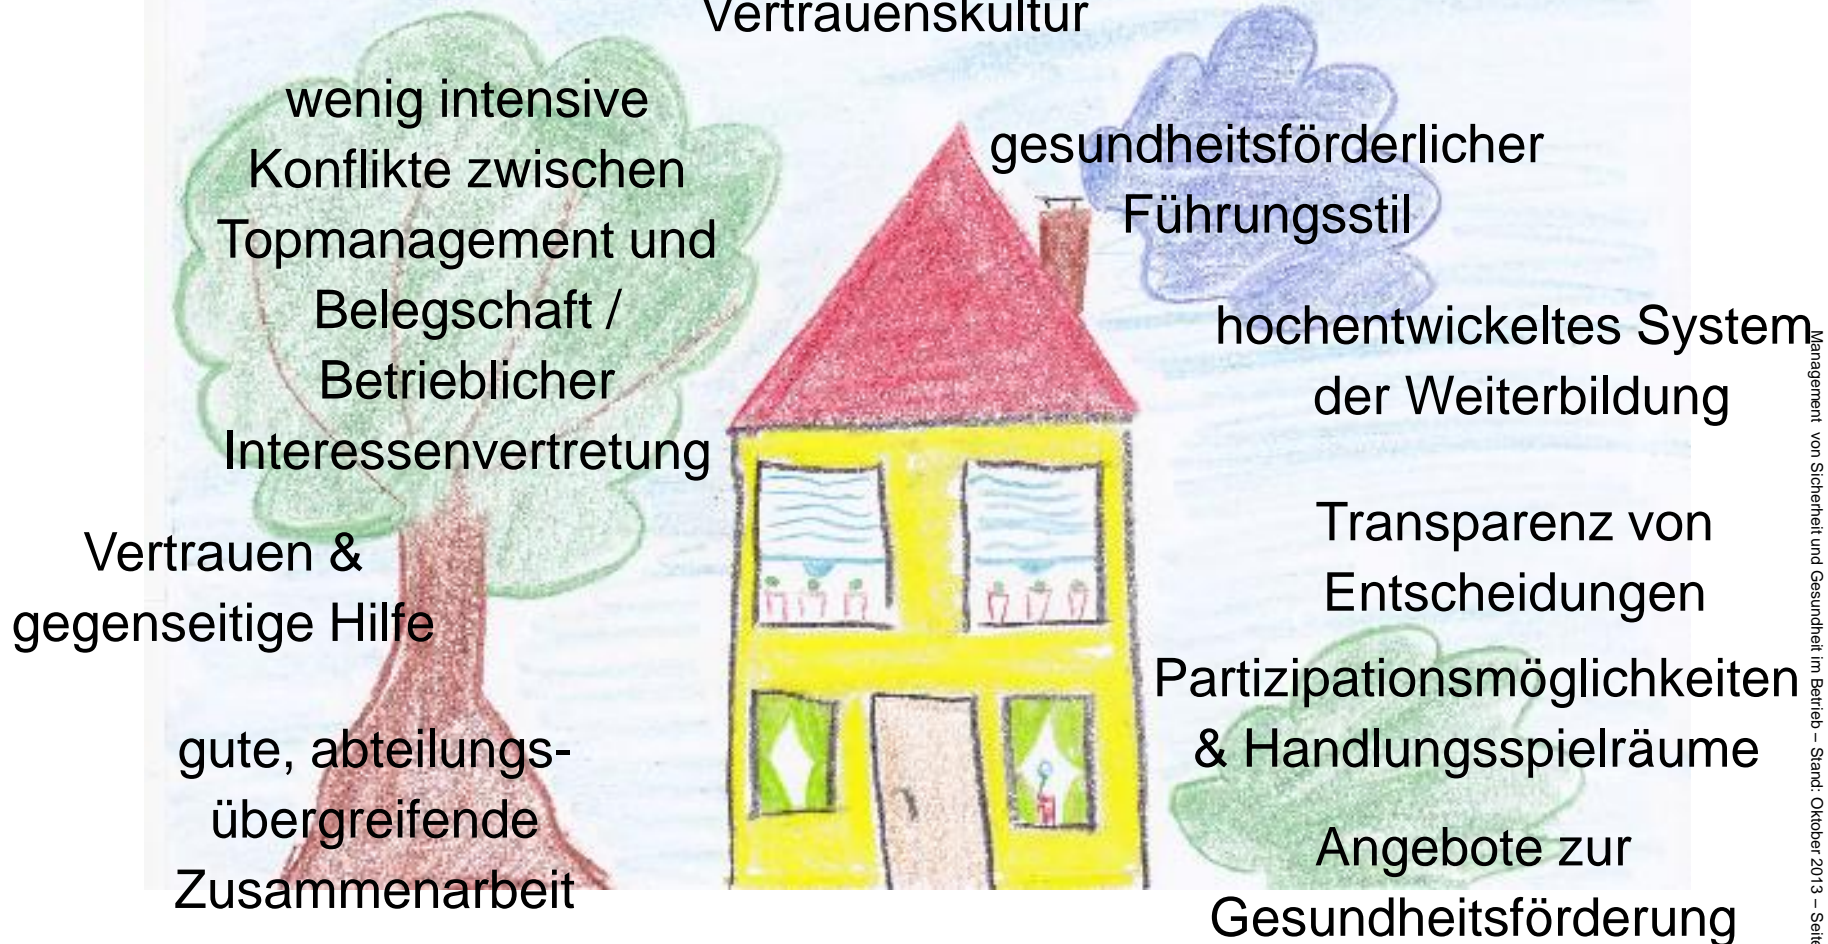 Vertrauenskultur
wenig intensive
Konflikte zwischen
Topmanagement und
Belegschaft /
Betrieblicher
Interessenvertretung
gesundheitsförderlicher
Führungsstil
hochentwickeltes System
der Weiterbildung
Vertrauen &
gegenseitige Hilfe
Transparenz von
Entscheidungen
Partizipationsmöglichkeiten
& Handlungsspielräume
gute, abteilungs-
übergreifende
Zusammenarbeit
Angebote zur
Gesundheitsförderung
Management von Sicherheit und Gesundheit im Betrieb – Stand: Oktober 2013 – Seite